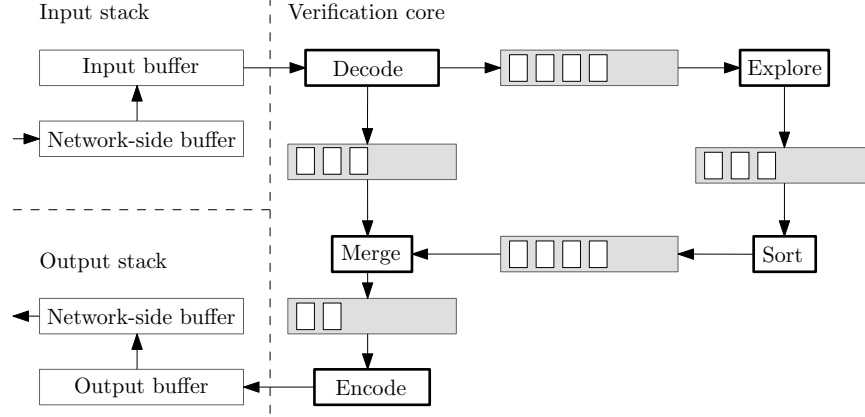 Input stack
Verification core
Input buffer
Decode
Explore
Network-side buffer
Merge
Sort
Output stack
Network-side buffer
Output buffer
Encode